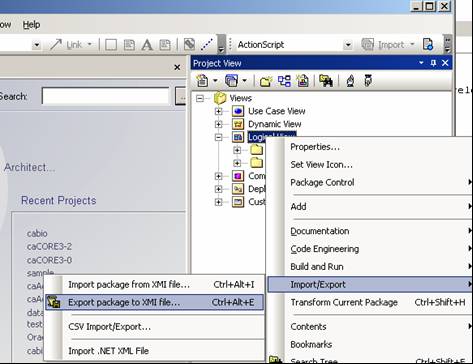 ow Help
Link
ActionScript
Import
Project View
Search:
Views
Use Case View
Dynamic View
Logical View
Architect...
Recent Projects
cabio
caCORE3-2
caCORE3-0
sample
Com
Depl
Cust
Properties...
Set View Icon...
Package Control
Add
Documentation
Code Engineering
Build and Run
Import/Export
Transform Current Package Ctrl+Shift+H
Contents
Bookmarks
Search Tree Ctrl+Shift+
Import package from XMI file... Ctrl+Alt+I
Export package to XMI file... Ctrl+Alt+E
CSV Import/Export...
Import .NET XML File
caA
caA
data
test
Orac